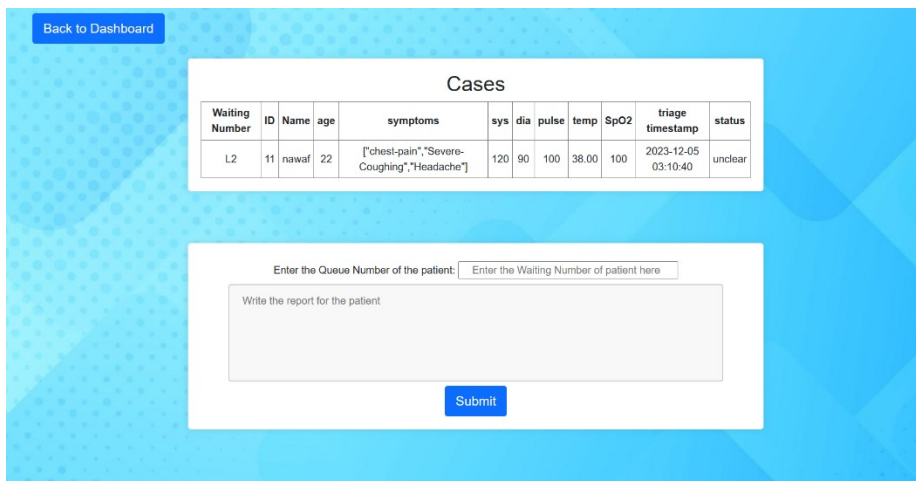 Back to Dashboard
Cases
Waiting Number ID Name age symptoms sys dia pulse temp SpO2 triage timestamp status
L2 11 nawaf 22 ["chest-pain","Severe-Coughing","Headache"] 120 90 100 38.00 100 2023-12-05 03:10:40 unclear
Enter the Queue Number of the patient: Enter the Waiting Number of patient here
Write the report for the patient
Submit